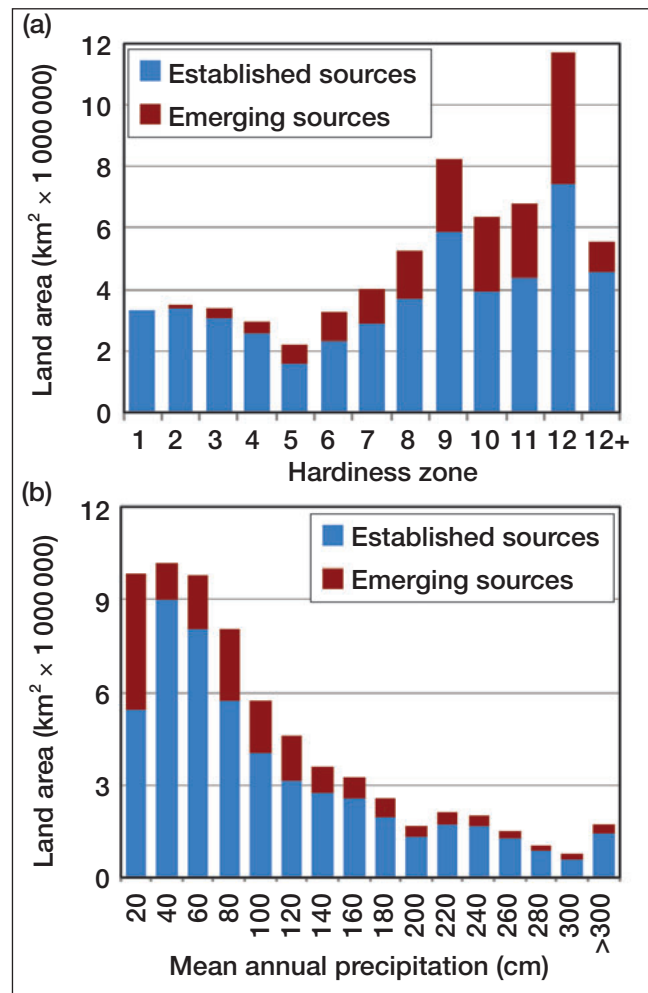 (a)
12
10
8
6
4
2
0
Land area (km² × 1 000 000)
Established sources
Emerging sources
1 2 3 4 5 6 7 8 9 10 11 12 12+
Hardiness zone
(b)
12
9
6
3
0
Land area (km² × 1 000 000)
Established sources
Emerging sources
20 40 60 80 100 120 140 160 180 200 220 240 260 280 300 >300
Mean annual precipitation (cm)